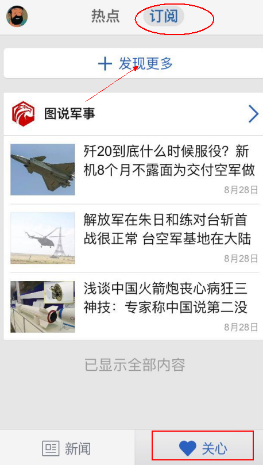 热点 订阅
+ 发现更多
图说军事
歼20到底什么时候服役？新
机8个月不露面为交付空军做
8月28日
解放军在朱日和练对台斩首
战很正常 台空军基地在大陆
8月28日
浅谈中国火箭炮丧心病狂三
神技：专家称中国说第二没
8月28日
已显示全部内容
新闻 关心